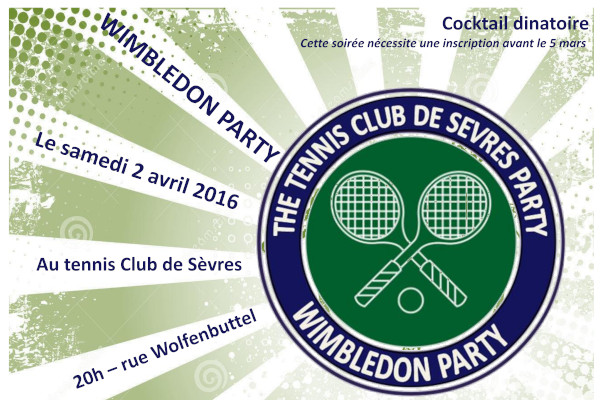 Cocktail dinatoire
Cette soirée nécessite une inscription avant le 5 mars
WIMBLEDON PARTY
Le samedi 2 avril 2016
Au tennis Club de Sèvres
20h – rue Wolfenbuttel
THE TENNIS CLUB DE SEVRES PARTY
WIMBLEDON PARTY